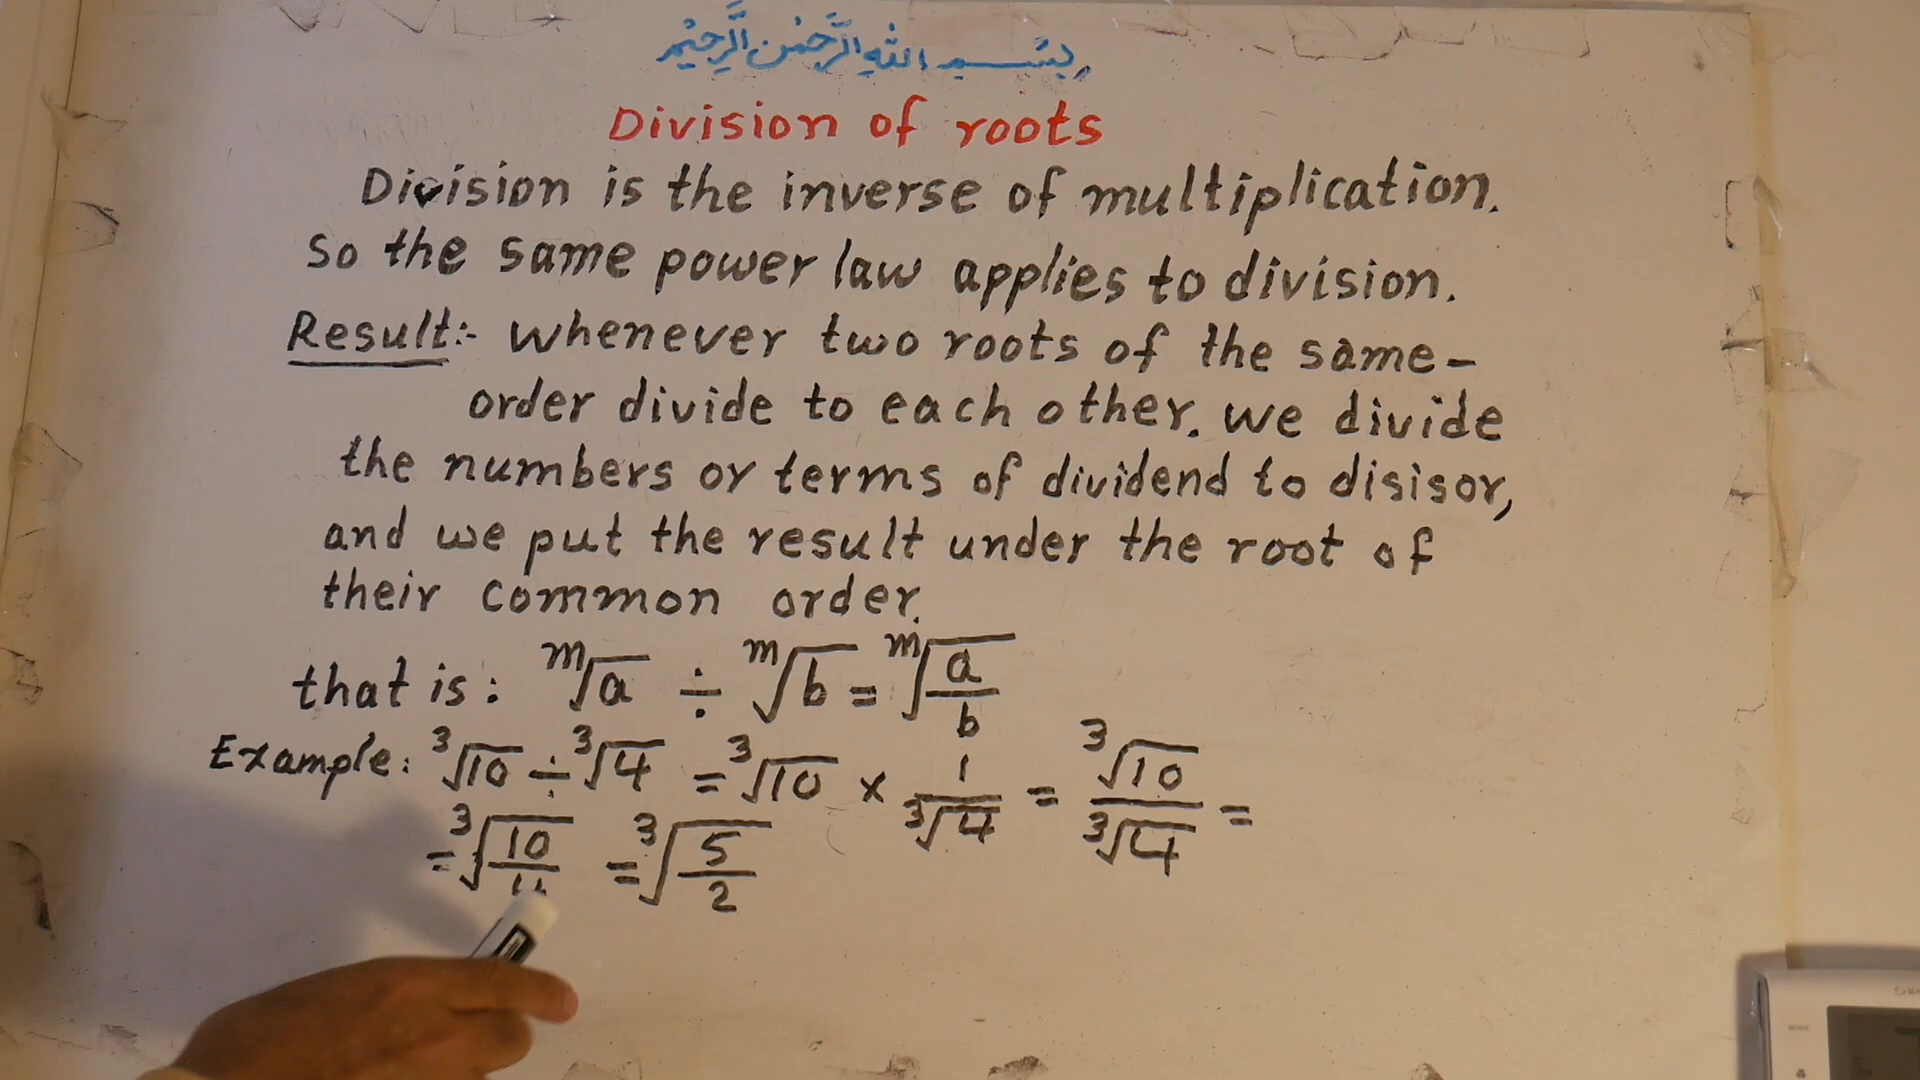 بِسْمِ اللهِ الرَّحْمٰنِ الرَّحِيْمِ
Division of roots
Division is the inverse of multiplication.
So the same power law applies to division.
Result:- Whenever two roots of the same-
order divide to each other. we divide
the numbers or terms of dividend to disisor,
and we put the result under the root of
their common order.
that is: ᵐ√a ÷ ᵐ√b = ᵐ√(a/b)
Example: ³√10 ÷ ³√4 = ³√10 × 1/³√4 = ³√10/³√4 =
= ³√(10/4) = ³√(5/2)